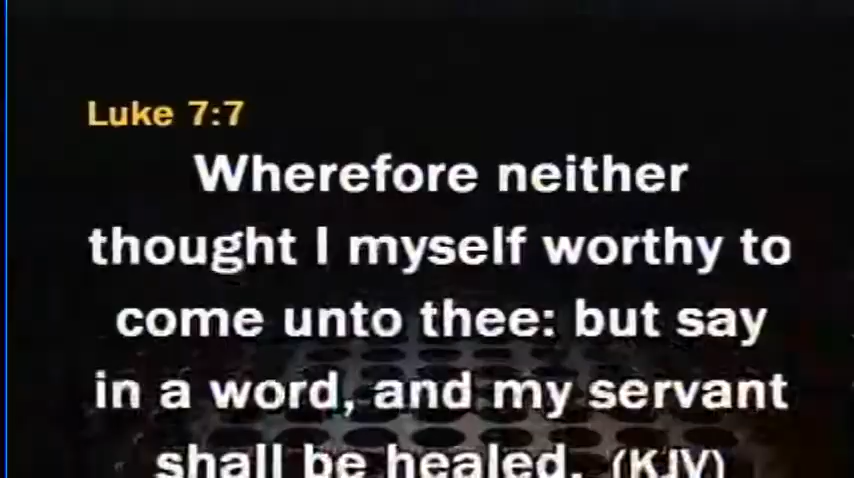 Luke 7:7
Wherefore neither
thought I myself worthy to
come unto thee: but say
in a word, and my servant
shall be healed. (KJV)